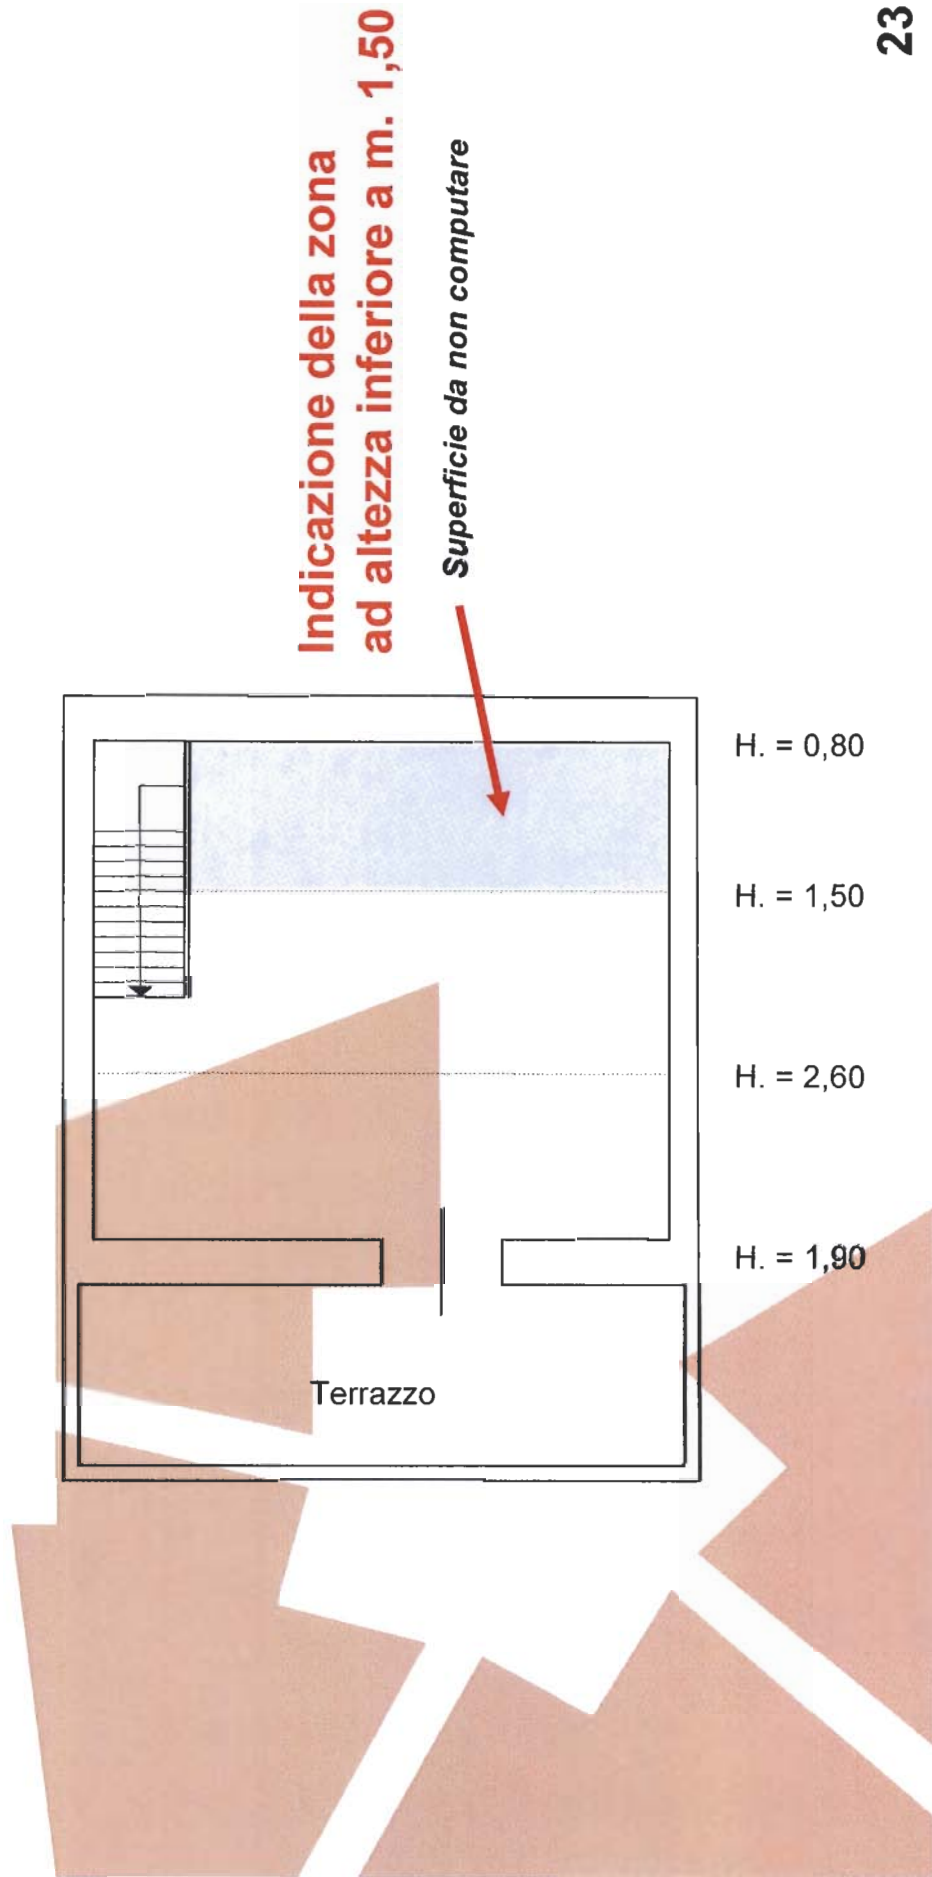 Indicazione della zona
ad altezza inferiore a m. 1,50
Superficie da non computare
H. = 0,80
H. = 1,50
H. = 2,60
H. = 1,90
Terrazzo
23